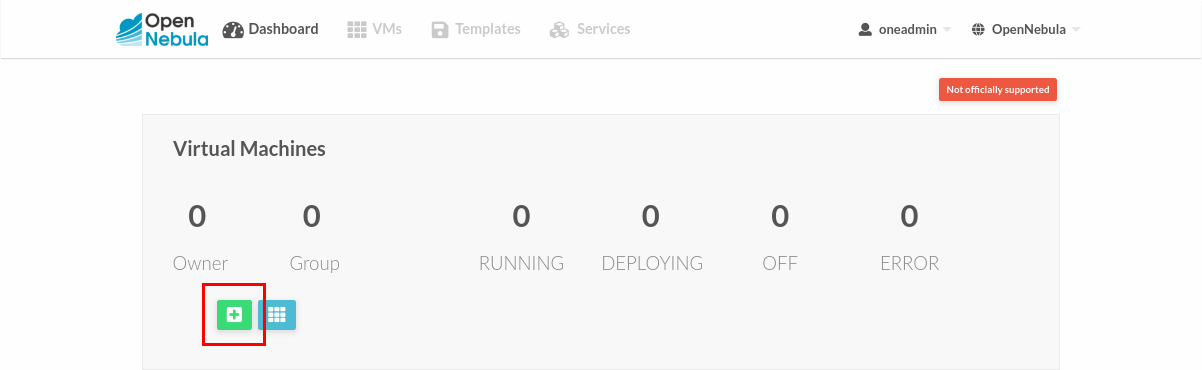 Open Nebula Dashboard VMs Templates Services oneadmin OpenNebula
Not officially supported
Virtual Machines
0 0 0 0 0 0
Owner Group RUNNING DEPLOYING OFF ERROR